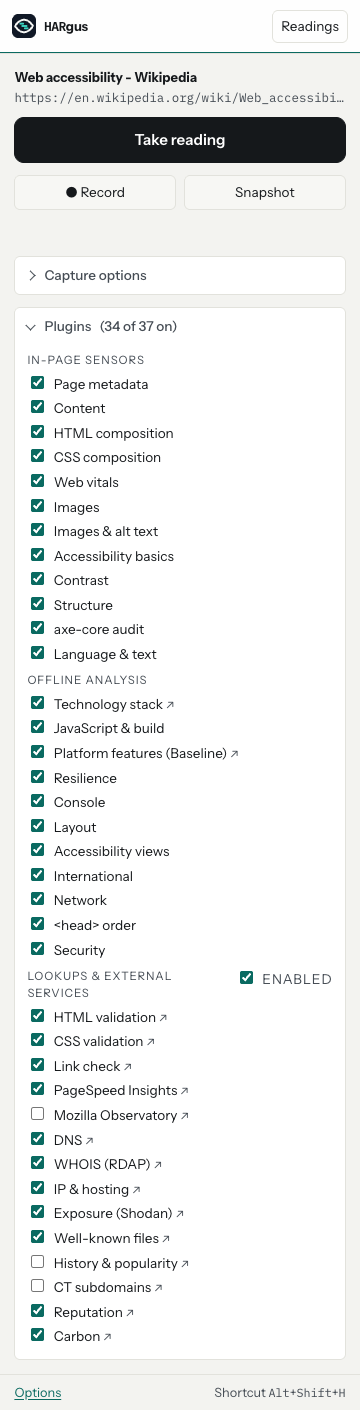 HARgus
Readings
Web accessibility - Wikipedia
https://en.wikipedia.org/wiki/Web_accessibi…
Take reading
Record
Snapshot
Capture options
Plugins (34 of 37 on)
IN-PAGE SENSORS
Page metadata
Content
HTML composition
CSS composition
Web vitals
Images
Images & alt text
Accessibility basics
Contrast
Structure
axe-core audit
Language & text
OFFLINE ANALYSIS
Technology stack ↗
JavaScript & build
Platform features (Baseline) ↗
Resilience
Console
Layout
Accessibility views
International
Network
<head> order
Security
LOOKUPS & EXTERNAL
SERVICES
ENABLED
HTML validation ↗
CSS validation ↗
Link check ↗
PageSpeed Insights ↗
Mozilla Observatory ↗
DNS ↗
WHOIS (RDAP) ↗
IP & hosting ↗
Exposure (Shodan) ↗
Well-known files ↗
History & popularity ↗
CT subdomains ↗
Reputation ↗
Carbon ↗
Options
Shortcut Alt+Shift+H